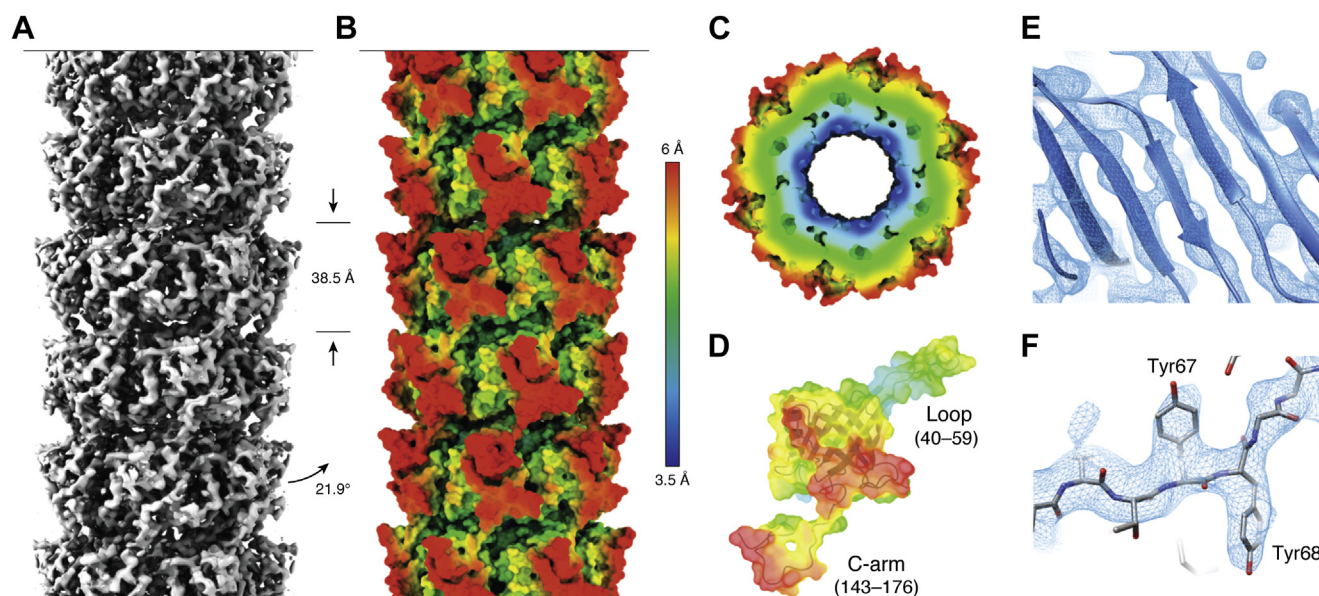 A
B
C
E
38.5 Å
6 Å
3.5 Å
21.9°
D
Loop
(40–59)
C-arm
(143–176)
F
Tyr67
Tyr68